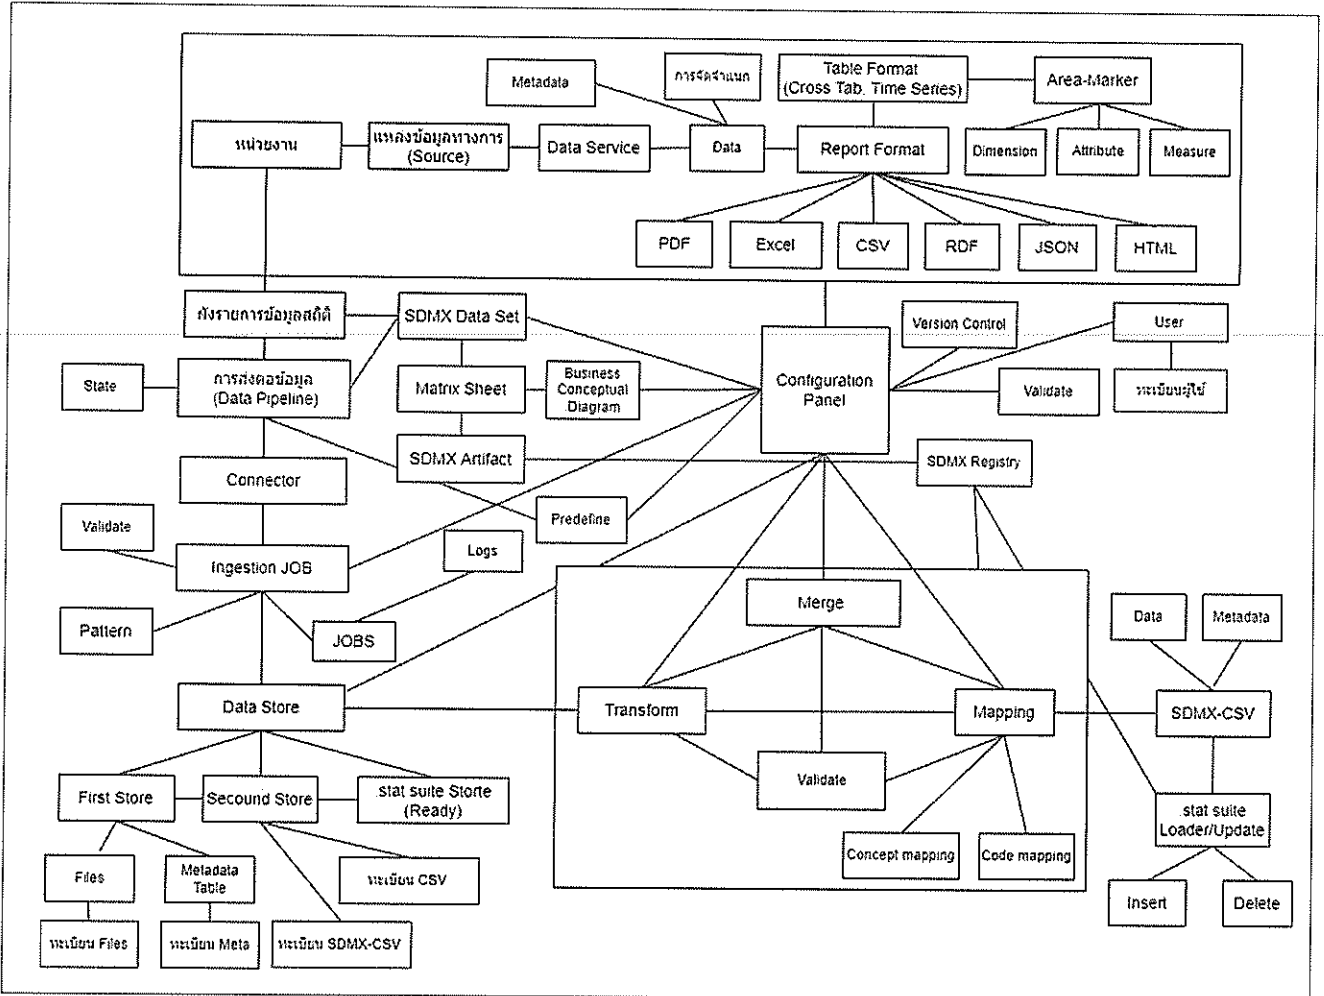 Table Format
(Cross Tab, Time Series)
Area-Marker
Metadata
การจัดจำแนก
หน่วยงาน
แหล่งข้อมูลทางการ
(Source)
Data Service
Data
Report Format
Dimension
Attribute
Measure
PDF
Excel
CSV
RDF
JSON
HTML
ถังรายการข้อมูลสถิติ
SDMX Data Set
Version Control
User
State
การส่งต่อข้อมูล
(Data Pipeline)
Matrix Sheet
Business
Conceptual
Diagram
Configuration
Panel
Validate
ทะเบียนผู้ใช้
SDMX Artifact
SDMX Registry
Connector
Predefine
Validate
Ingestion JOB
Logs
Pattern
JOBS
Merge
Data
Metadata
Data Store
Transform
Mapping
SDMX-CSV
Validate
First Store
Secound Store
.stat suite Storte
(Ready)
.stat suite
Loader/Update
Concept mapping
Code mapping
Files
Metadata
Table
ทะเบียน CSV
Insert
Delete
ทะเบียน Files
ทะเบียน Meta
ทะเบียน SDMX-CSV